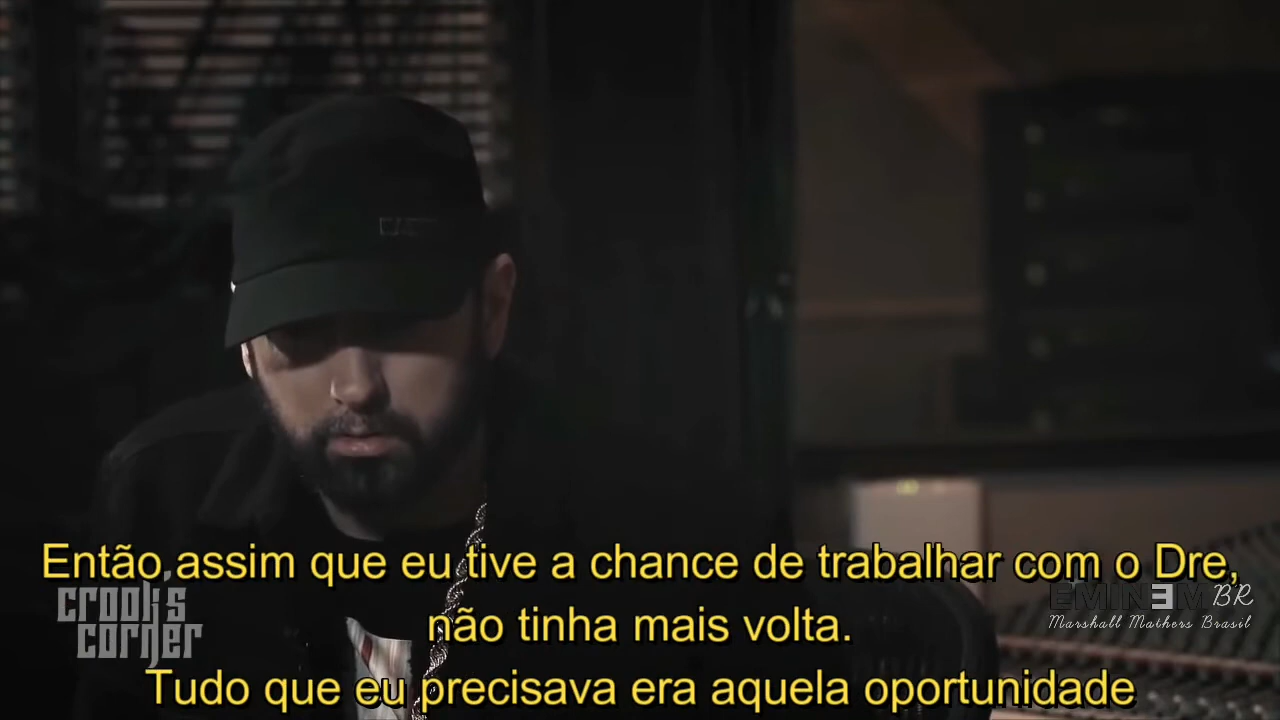 Então assim que eu tive a chance de trabalhar com o Dre,
não tinha mais volta.
Tudo que eu precisava era aquela oportunidade
crook's
corner
EMINƎM BR
Marshall Mathers Brasil